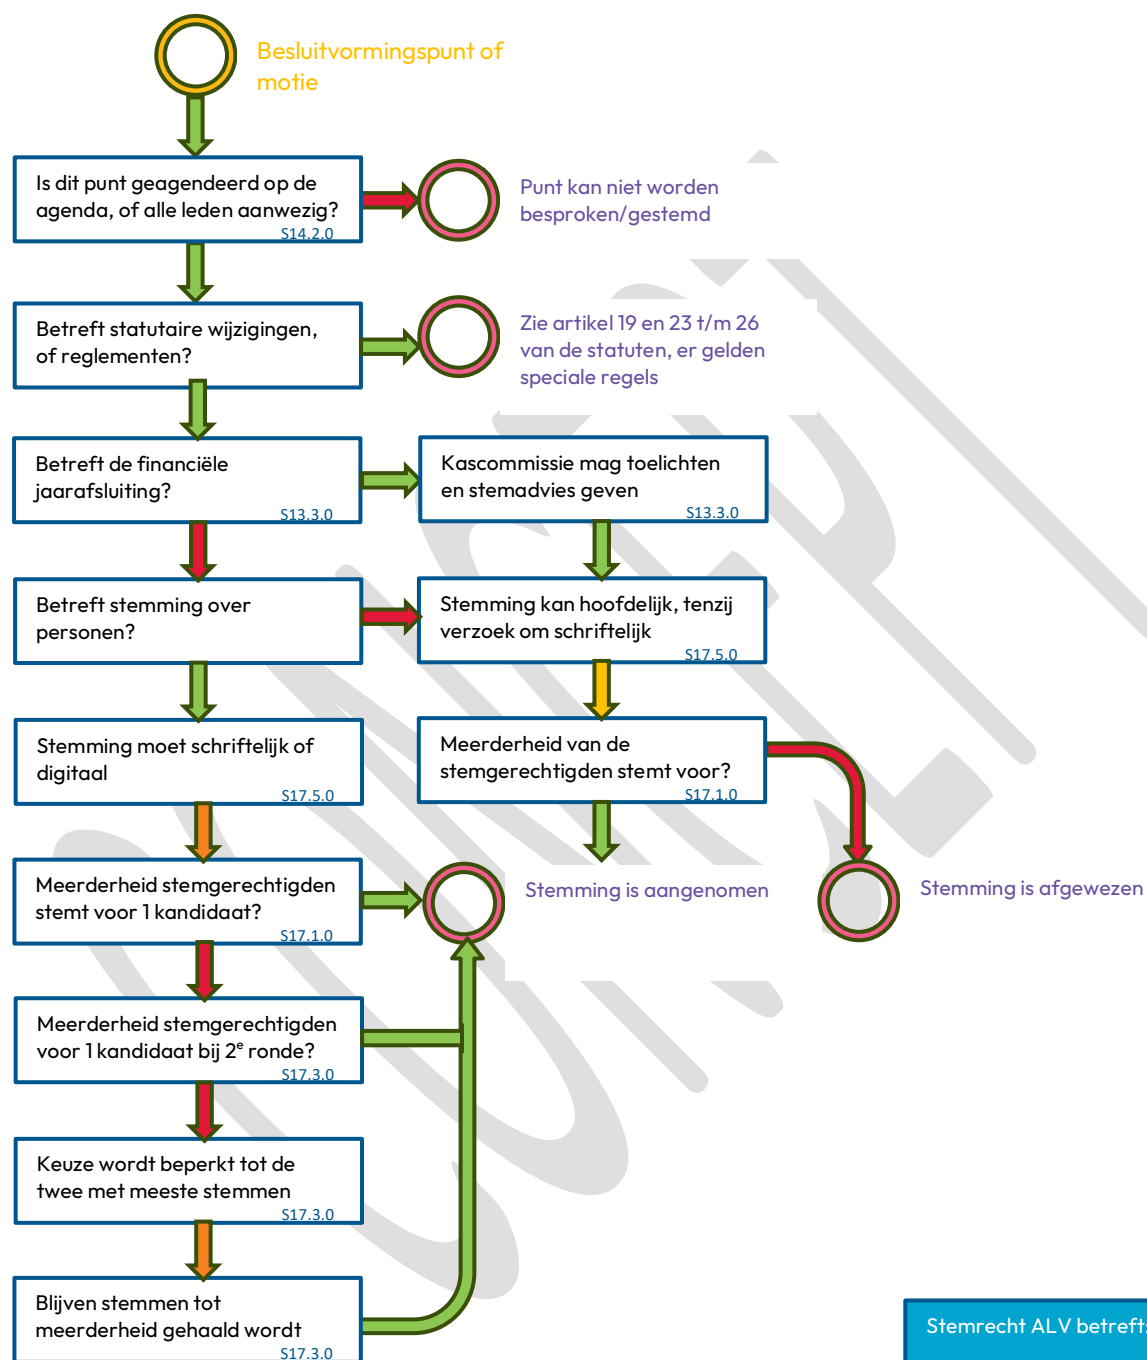 Besluitvormingspunt of
motie
Is dit punt geagendeerd op de
agenda, of alle leden aanwezig?
S14.2.0
Punt kan niet worden
besproken/gestemd
Betreft statutaire wijzigingen,
of reglementen?
Zie artikel 19 en 23 t/m 26
van de statuten, er gelden
speciale regels
Betreft de financiële
jaarafsluiting?
S13.3.0
Kascommissie mag toelichten
en stemadvies geven
S13.3.0
Betreft stemming over
personen?
Stemming kan hoofdelijk, tenzij
verzoek om schriftelijk
S17.5.0
Stemming moet schriftelijk of
digitaal
S17.5.0
Meerderheid van de
stemgerechtigden stemt voor?
S17.1.0
Meerderheid stemgerechtigden
stemt voor 1 kandidaat?
S17.1.0
Stemming is aangenomen
Stemming is afgewezen
Meerderheid stemgerechtigden
voor 1 kandidaat bij 2e ronde?
S17.3.0
Keuze wordt beperkt tot de
twee met meeste stemmen
S17.3.0
Blijven stemmen tot
meerderheid gehaald wordt
S17.3.0
Stemrecht ALV betreft:
CONCEPT